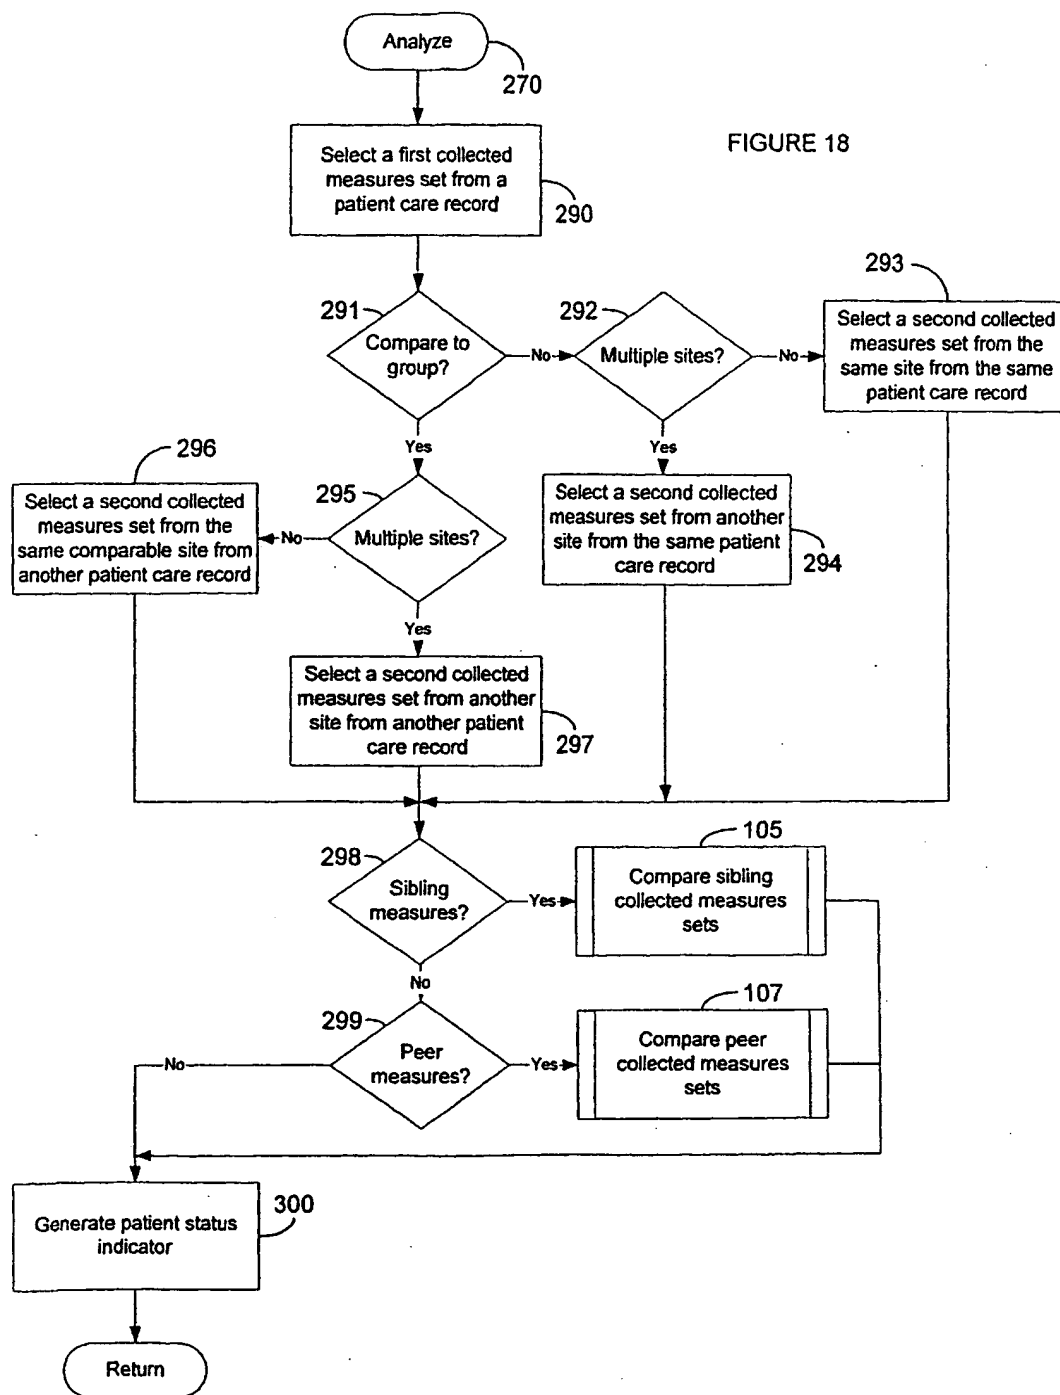 Analyze
270
FIGURE 18
Select a first collected
measures set from a
patient care record
290
291
Compare to
group?
No
292
Multiple sites?
No
293
Select a second collected
measures set from the
same site from the same
patient care record
Yes
Yes
296
Select a second collected
measures set from the
same comparable site from
another patient care record
No
295
Multiple sites?
Select a second collected
measures set from another
site from the same patient
care record
294
Yes
Select a second collected
measures set from another
site from another patient
care record
297
298
Sibling
measures?
Yes
105
Compare sibling
collected measures
sets
No
299
Peer
measures?
No
Yes
107
Compare peer
collected measures
sets
Generate patient status
indicator
300
Return